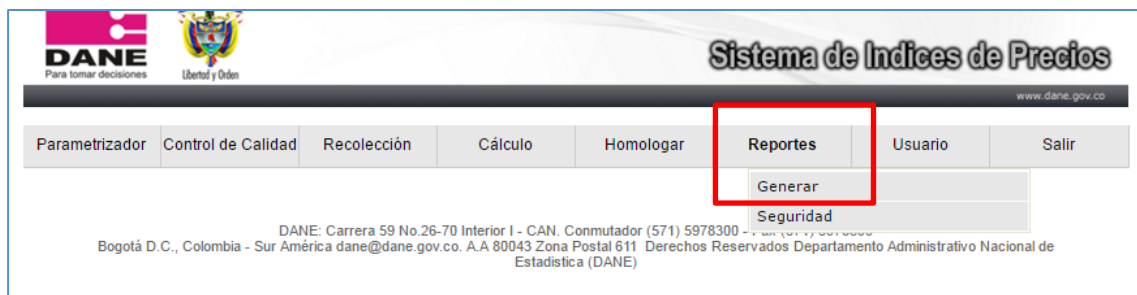 DANE
Para tomar decisiones
Libertad y Orden
Sistema de Indices de Precios
www.dane.gov.co
Parametrizador Control de Calidad Recolección Cálculo Homologar Reportes Usuario Salir
Generar
Seguridad
DANE: Carrera 59 No.26-70 Interior I - CAN. Conmutador (571) 5978300 -
Bogotá D.C., Colombia - Sur América dane@dane.gov.co. A.A 80043 Zona Postal 611 Derechos Reservados Departamento Administrativo Nacional de
Estadistica (DANE)